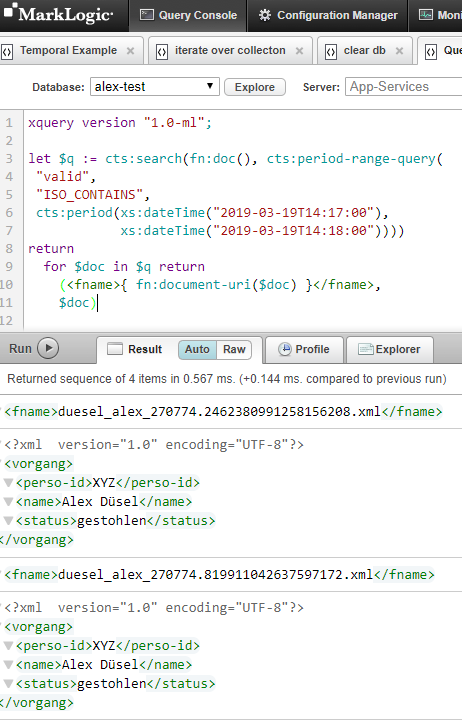 MarkLogic™ Query Console Configuration Manager Moni
Temporal Example × iterate over collecton × clear db × Que
Database: alex-test Explore Server: App-Services
1 xquery version "1.0-ml";
2
3 let $q := cts:search(fn:doc(), cts:period-range-query(
4 "valid",
5 "ISO_CONTAINS",
6 cts:period(xs:dateTime("2019-03-19T14:17:00"),
7 xs:dateTime("2019-03-19T14:18:00"))))
8 return
9 for $doc in $q return
10 (<fname>{ fn:document-uri($doc) }</fname>,
11 $doc)
12
Run Result Auto Raw Profile Explorer
Returned sequence of 4 items in 0.567 ms. (+0.144 ms. compared to previous run)
<fname>duesel_alex_270774.2462380991258156208.xml</fname>
<?xml version="1.0" encoding="UTF-8"?>
<vorgang>
<perso-id>XYZ</perso-id>
<name>Alex Düsel</name>
<status>gestohlen</status>
</vorgang>
<fname>duesel_alex_270774.819911042637597172.xml</fname>
<?xml version="1.0" encoding="UTF-8"?>
<vorgang>
<perso-id>XYZ</perso-id>
<name>Alex Düsel</name>
<status>gestohlen</status>
</vorgang>